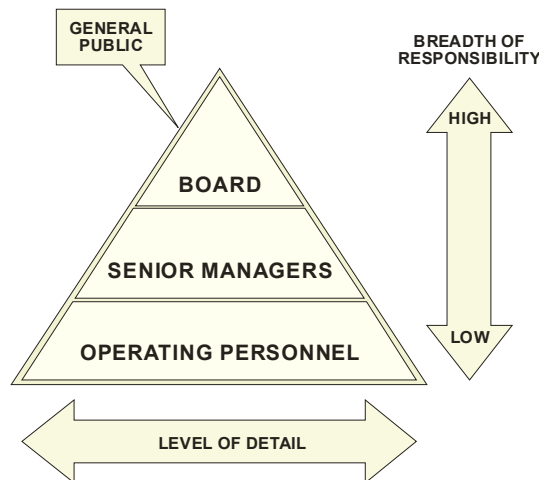 GENERAL
PUBLIC
BREADTH OF
RESPONSIBILITY
HIGH
BOARD
SENIOR MANAGERS
LOW
OPERATING PERSONNEL
LEVEL OF DETAIL